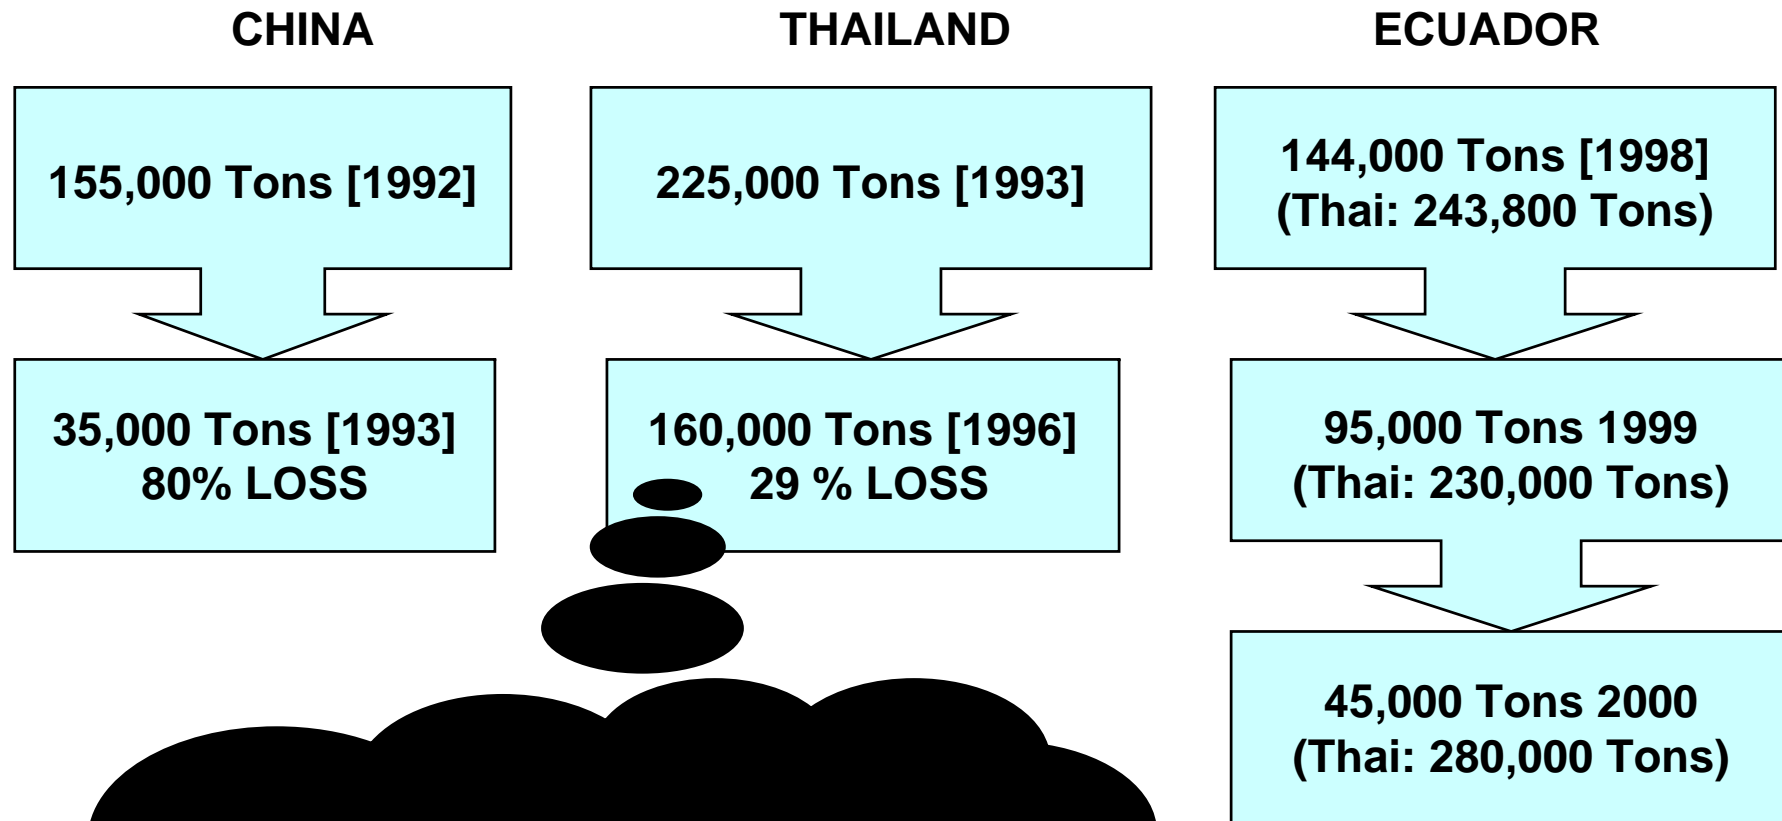 CHINA
THAILAND
ECUADOR
155,000 Tons [1992]
225,000 Tons [1993]
144,000 Tons [1998]
(Thai: 243,800 Tons)
35,000 Tons [1993]
80% LOSS
160,000 Tons [1996]
29 % LOSS
95,000 Tons 1999
(Thai: 230,000 Tons)
45,000 Tons 2000
(Thai: 280,000 Tons)